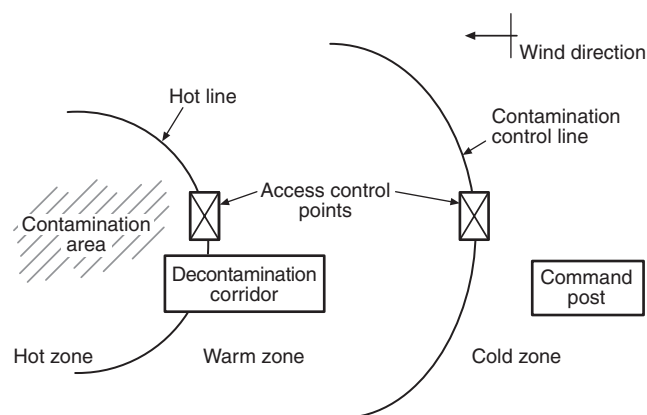 Wind direction
Hot line
Contamination
control line
Access control
points
Contamination
area
Decontamination
corridor
Command
post
Hot zone
Warm zone
Cold zone